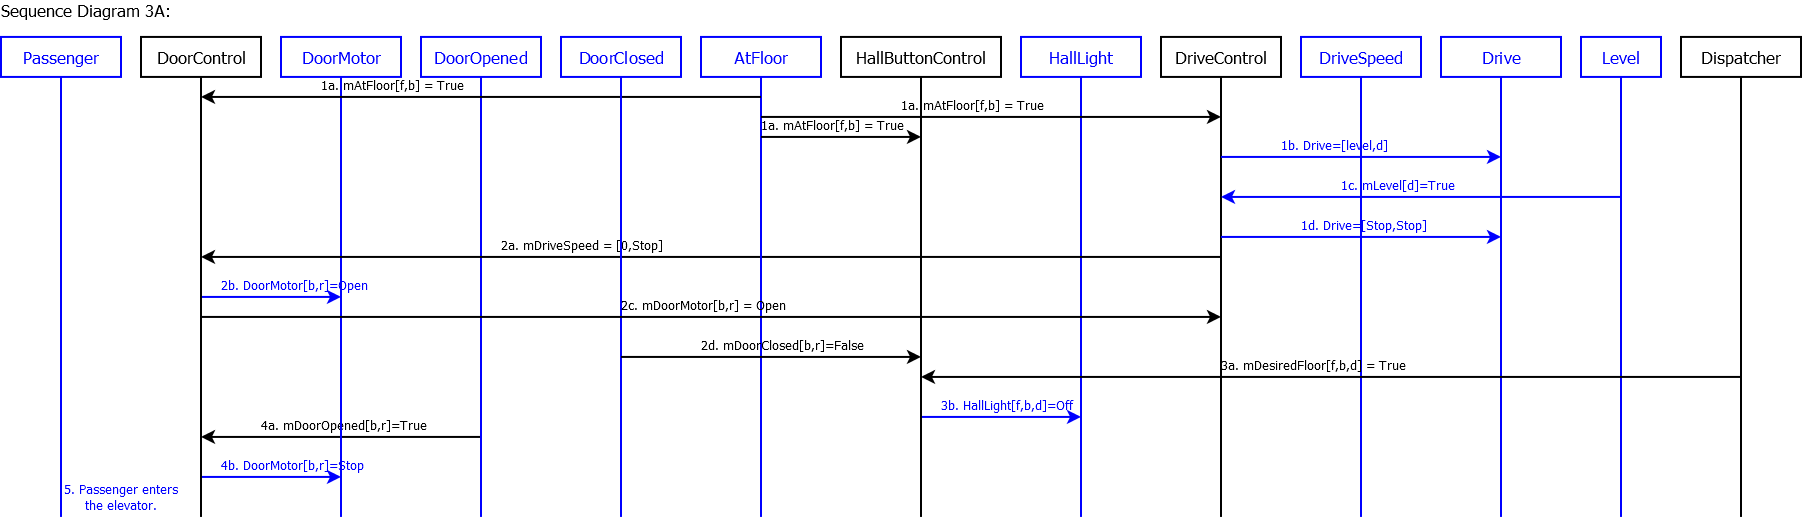 Sequence Diagram 3A:
Passenger
DoorControl
DoorMotor
DoorOpened
DoorClosed
AtFloor
HallButtonControl
HallLight
DriveControl
DriveSpeed
Drive
Level
Dispatcher
1a. mAtFloor[f,b] = True
1a. mAtFloor[f,b] = True
1a. mAtFloor[f,b] = True
1b. Drive=[level,d]
1c. mLevel[d]=True
1d. Drive=[Stop,Stop]
2a. mDriveSpeed = [0,Stop]
2b. DoorMotor[b,r]=Open
2c. mDoorMotor[b,r] = Open
2d. mDoorClosed[b,r]=False
3a. mDesiredFloor[f,b,d] = True
3b. HallLight[f,b,d]=Off
4a. mDoorOpened[b,r]=True
4b. DoorMotor[b,r]=Stop
5. Passenger enters
the elevator.